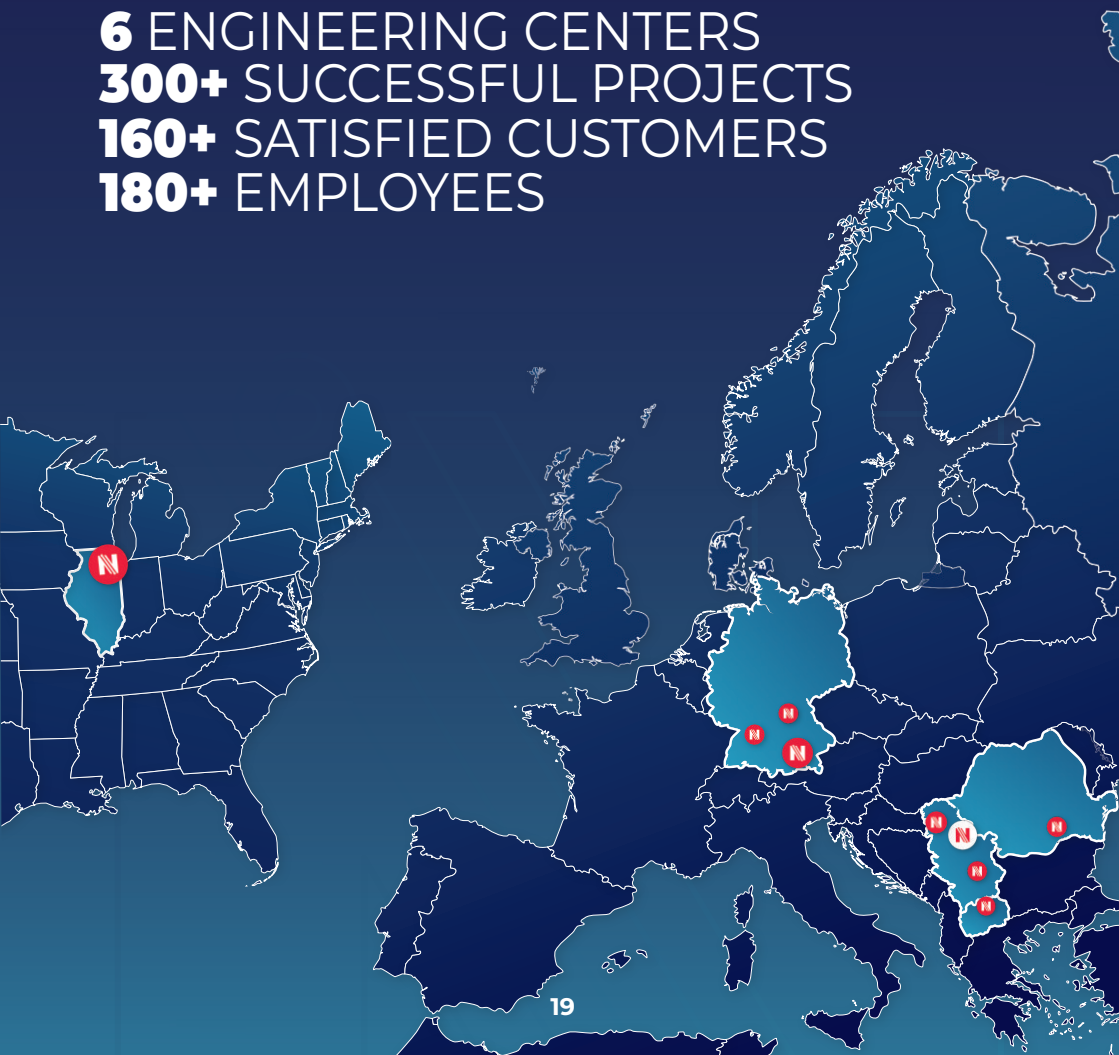 6 ENGINEERING CENTERS
300+ SUCCESSFUL PROJECTS
160+ SATISFIED CUSTOMERS
180+ EMPLOYEES
N
N
N
N
N
N
N
N
N
19